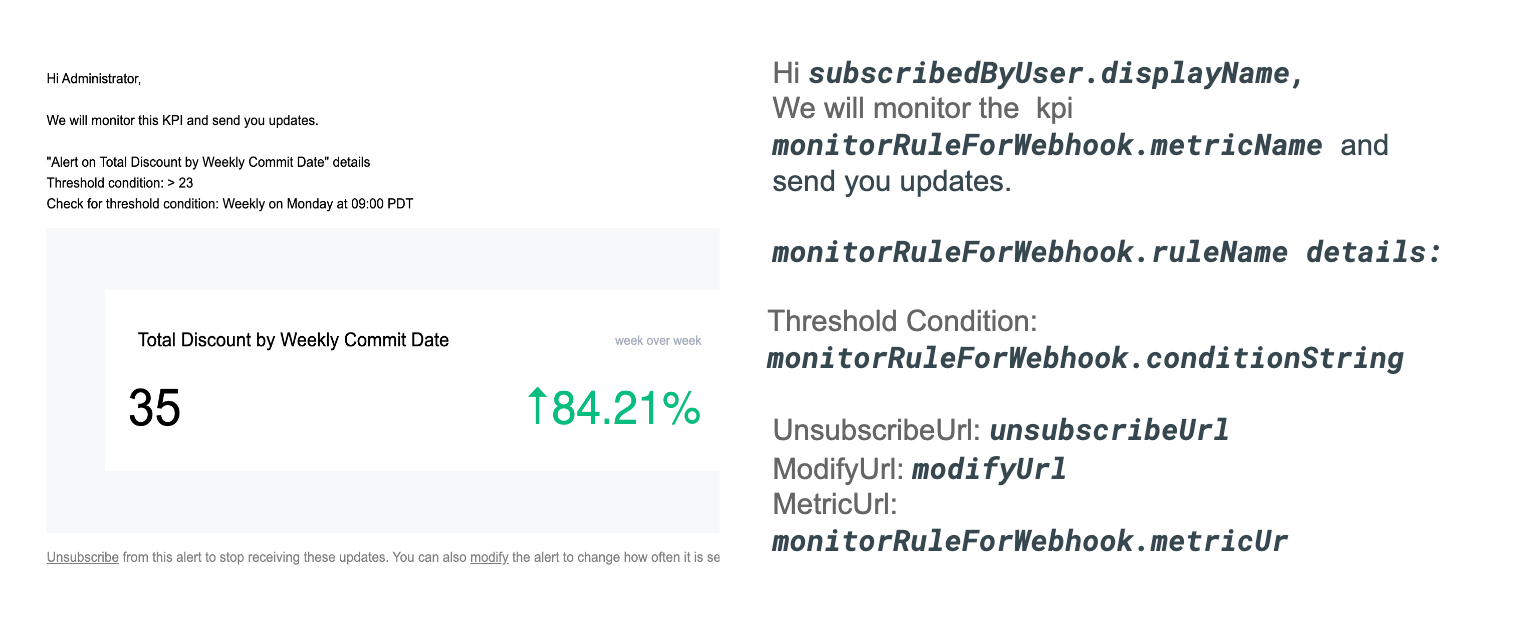 Hi Administrator,
We will monitor this KPI and send you updates.
"Alert on Total Discount by Weekly Commit Date" details
Threshold condition: > 23
Check for threshold condition: Weekly on Monday at 09:00 PDT
Total Discount by Weekly Commit Date
week over week
35
↑84.21%
Unsubscribe from this alert to stop receiving these updates. You can also modify the alert to change how often it is se
Hi subscribedByUser.displayName,
We will monitor the kpi
monitorRuleForWebhook.metricName and
send you updates.
monitorRuleForWebhook.ruleName details:
Threshold Condition:
monitorRuleForWebhook.conditionString
UnsubscribeUrl: unsubscribeUrl
ModifyUrl: modifyUrl
MetricUrl:
monitorRuleForWebhook.metricUr